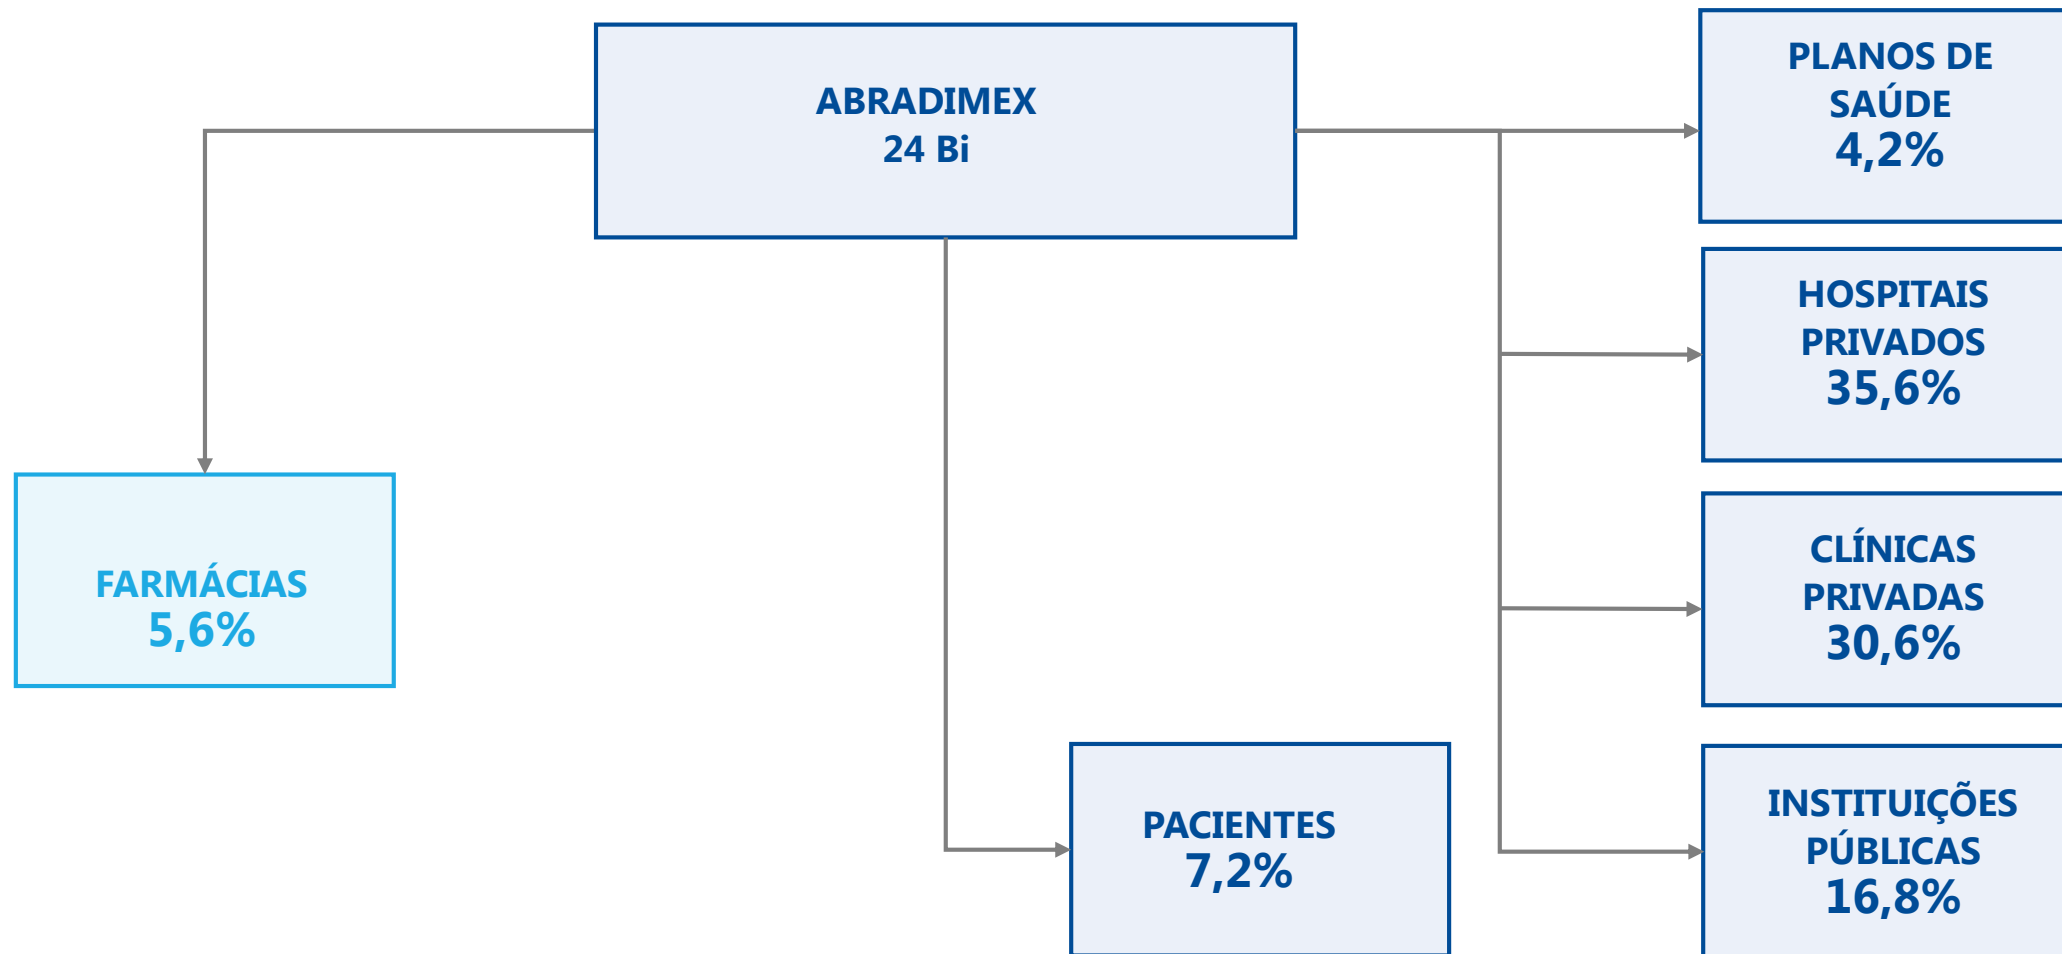 ABRADIMEX
24 Bi
PLANOS DE
SAÚDE
4,2%
HOSPITAIS
PRIVADOS
35,6%
CLÍNICAS
PRIVADAS
30,6%
INSTITUIÇÕES
PÚBLICAS
16,8%
FARMÁCIAS
5,6%
PACIENTES
7,2%